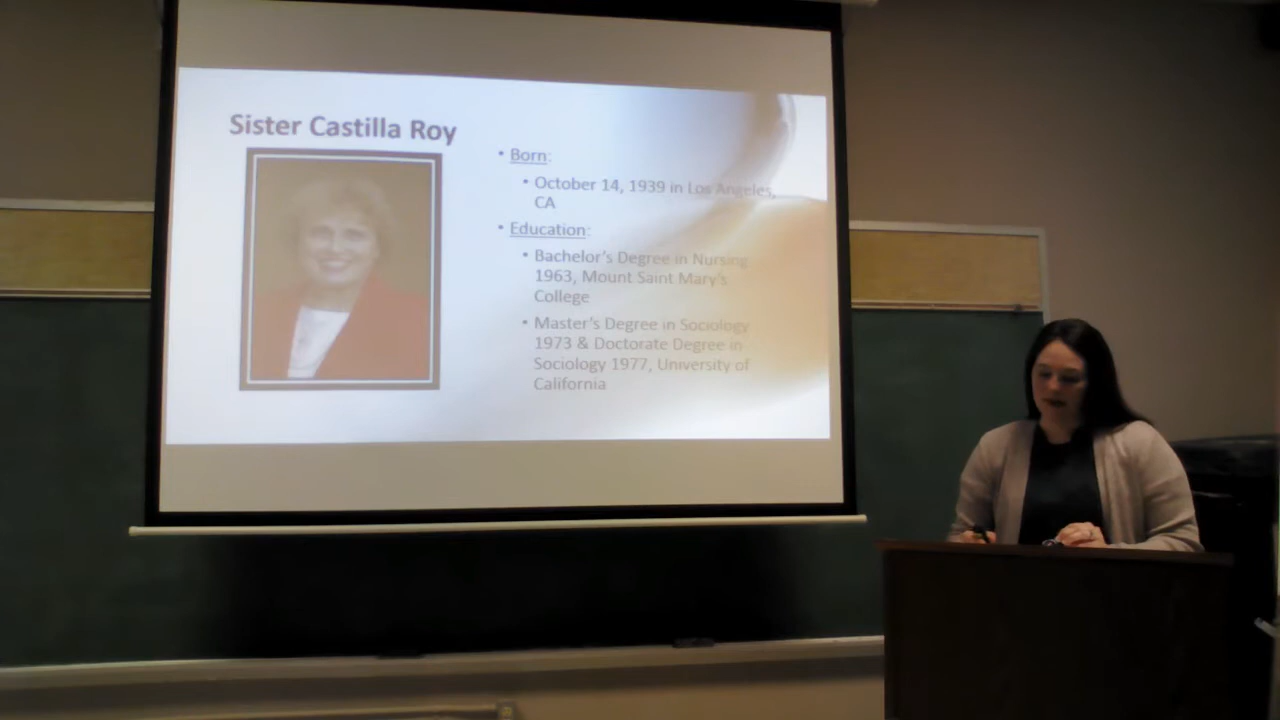 Sister Castilla Roy
• Born:
• October 14, 1939 in Los Angeles,
CA
• Education:
• Bachelor's Degree in Nursing
1963, Mount Saint Mary's
College
• Master's Degree in Sociology
1973 & Doctorate Degree in
Sociology 1977, University of
California